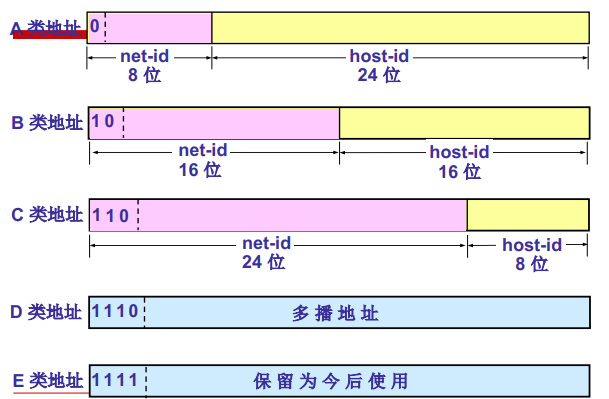 A 类地址 0
net-id host-id
8 位 24 位
B 类地址 1 0
net-id host-id
16 位 16 位
C 类地址 1 1 0
net-id host-id
24 位 8 位
D 类地址 1 1 1 0 多 播 地 址
E 类地址 1 1 1 1 保 留 为 今 后 使 用